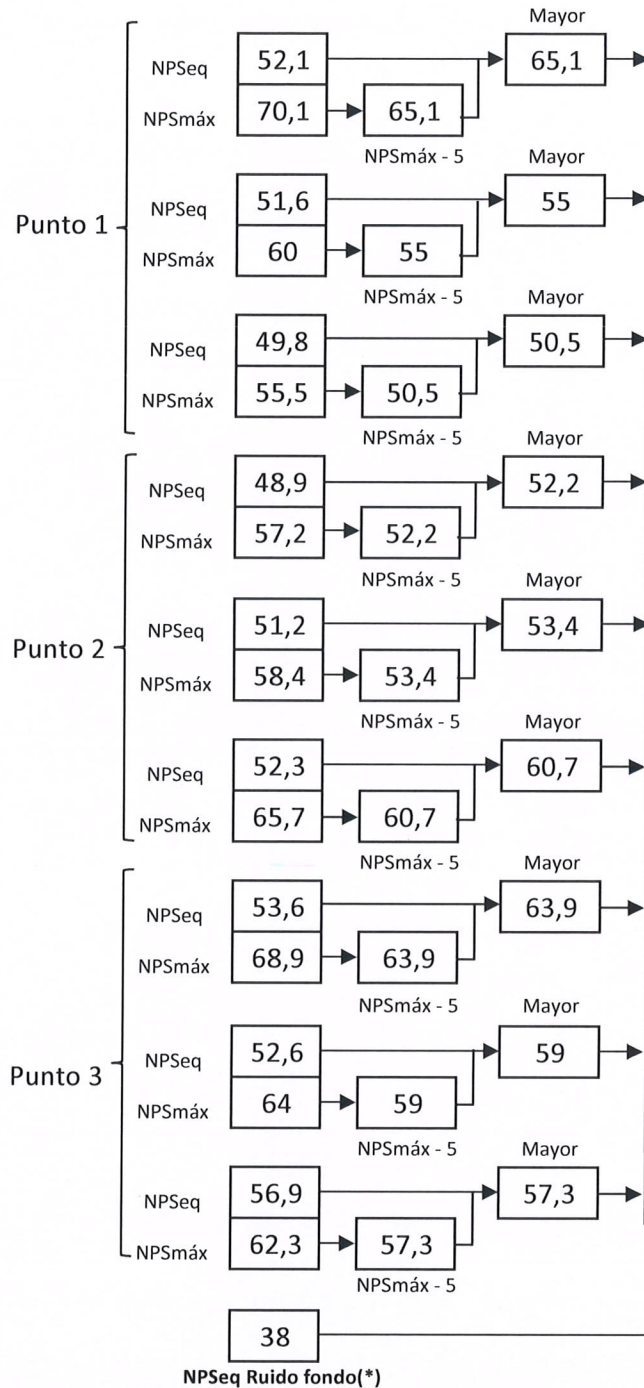 Mayor
NPSeq 52,1 65,1
NPSmáx 70,1 65,1
NPSmáx - 5 Mayor
Punto 1 NPSeq 51,6 55
NPSmáx 60 55
NPSmáx - 5 Mayor
NPSeq 49,8 50,5
NPSmáx 55,5 50,5
NPSmáx - 5 Mayor
NPSeq 48,9 52,2
NPSmáx 57,2 52,2
NPSmáx - 5 Mayor
Punto 2 NPSeq 51,2 53,4
NPSmáx 58,4 53,4
NPSmáx - 5 Mayor
NPSeq 52,3 60,7
NPSmáx 65,7 60,7
NPSmáx - 5 Mayor
NPSeq 53,6 63,9
NPSmáx 68,9 63,9
NPSmáx - 5 Mayor
Punto 3 NPSeq 52,6 59
NPSmáx 64 59
NPSmáx - 5 Mayor
NPSeq 56,9 57,3
NPSmáx 62,3 57,3
NPSmáx - 5
38
NPSeq Ruido fondo(*)